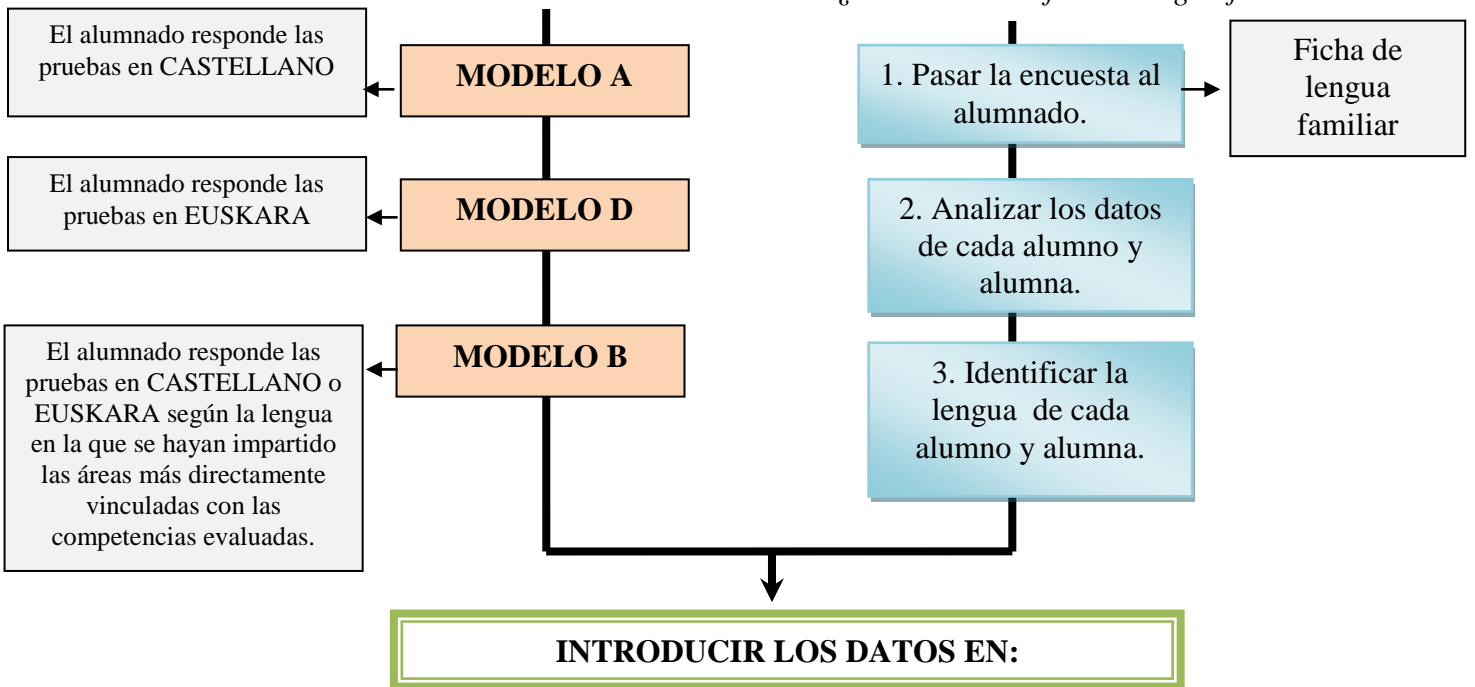 El alumnado responde las
pruebas en CASTELLANO
MODELO A
El alumnado responde las
pruebas en EUSKARA
MODELO D
El alumnado responde las
pruebas en CASTELLANO o
EUSKARA según la lengua
en la que se hayan impartido
las áreas más directamente
vinculadas con las
competencias evaluadas.
MODELO B
1. Pasar la encuesta al
alumnado.
Ficha de
lengua
familiar
2. Analizar los datos
de cada alumno y
alumna.
3. Identificar la
lengua de cada
alumno y alumna.
INTRODUCIR LOS DATOS EN: